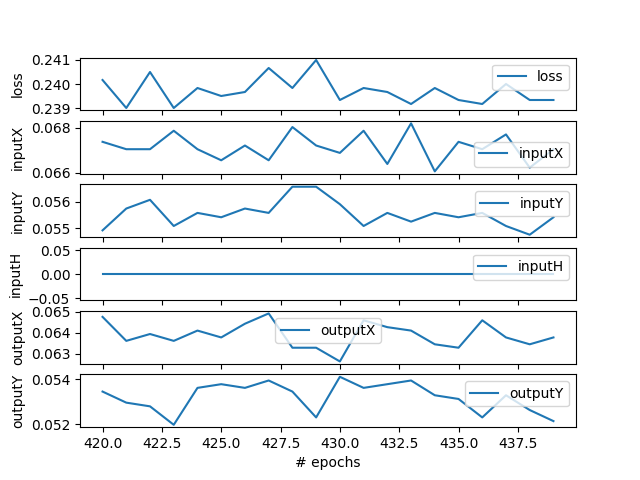 loss
0.241
0.240
0.239
loss
inputX
0.068
0.066
inputX
inputY
0.056
0.055
inputY
inputH
0.05
0.00
−0.05
inputH
outputX
0.065
0.064
0.063
outputX
outputY
0.054
0.052
outputY
420.0 422.5 425.0 427.5 430.0 432.5 435.0 437.5
# epochs